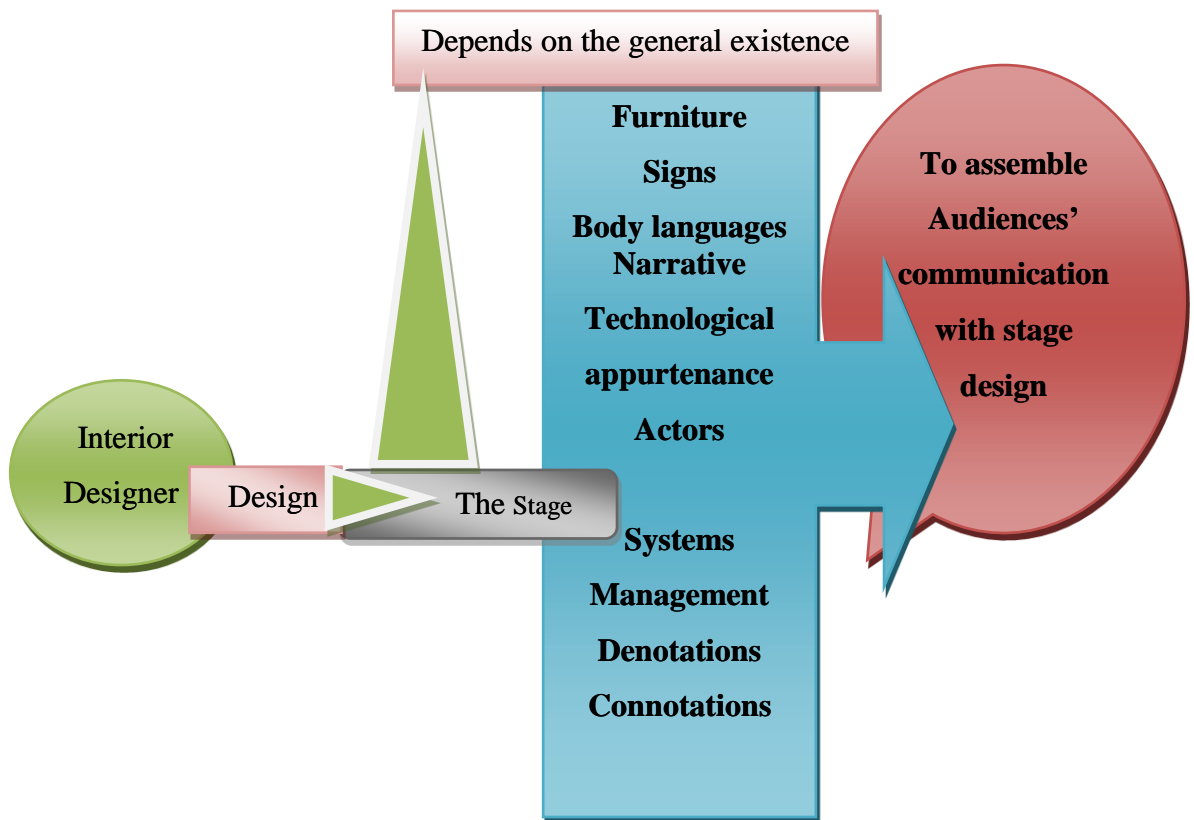 Depends on the general existence
Furniture
Signs
Body languages
Narrative
Technological
appurtenance
Actors
Systems
Management
Denotations
Connotations
To assemble
Audiences’
communication
with stage
design
Interior
Designer
Design
The Stage